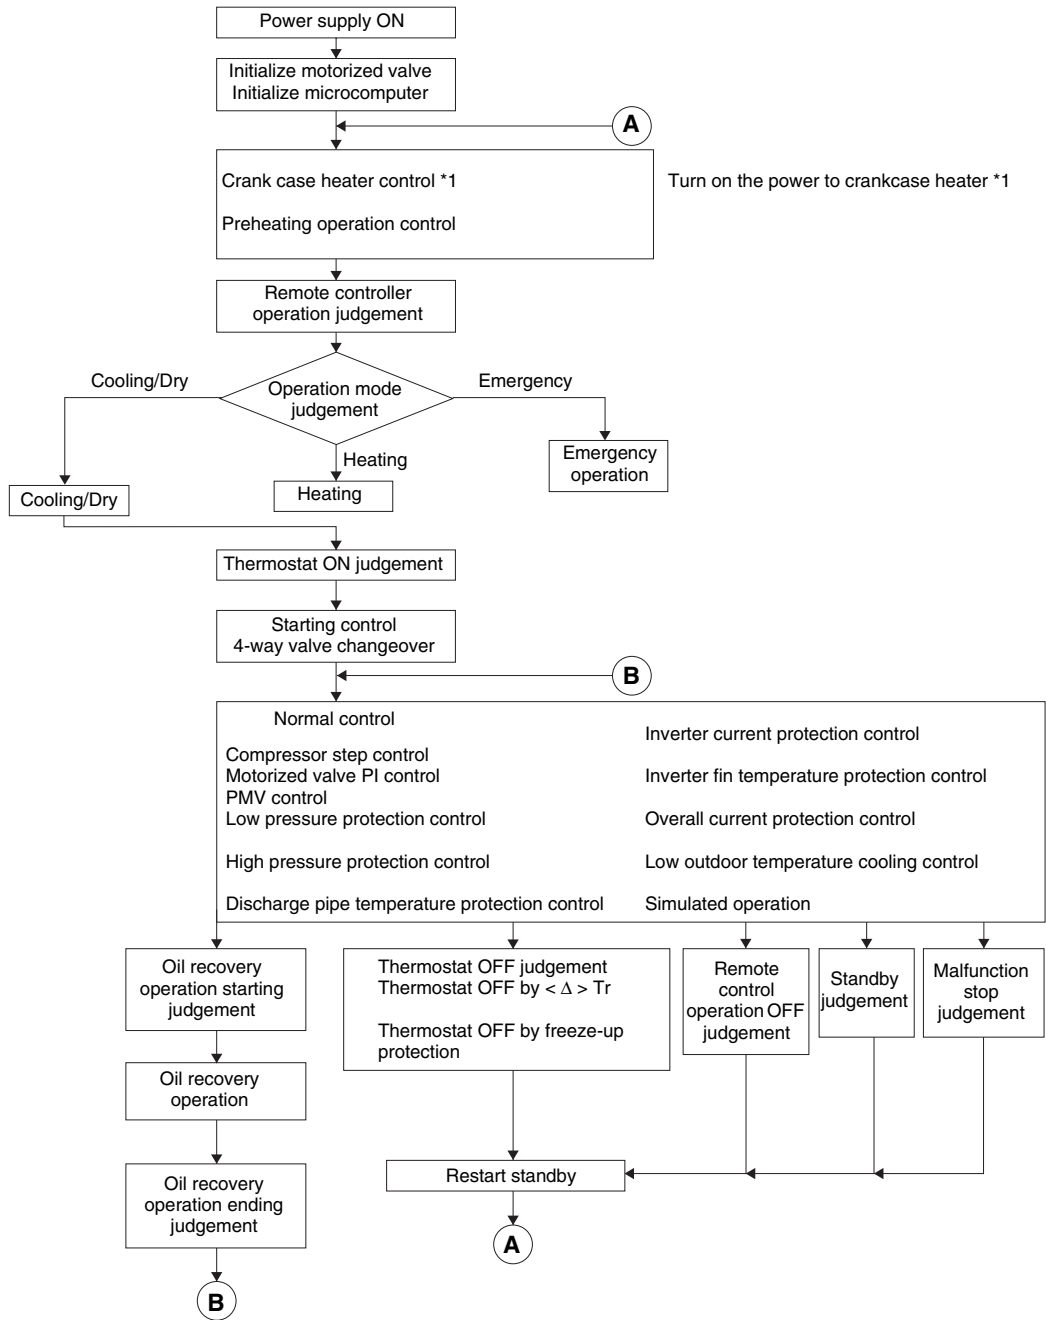 Power supply ON
Initialize motorized valve
Initialize microcomputer
A
Crank case heater control *1
Turn on the power to crankcase heater *1
Preheating operation control
Remote controller
operation judgement
Cooling/Dry
Operation mode
judgement
Emergency
Heating
Emergency
operation
Cooling/Dry
Heating
Thermostat ON judgement
Starting control
4-way valve changeover
B
Normal control
Compressor step control
Motorized valve PI control
PMV control
Low pressure protection control
High pressure protection control
Discharge pipe temperature protection control
Inverter current protection control
Inverter fin temperature protection control
Overall current protection control
Low outdoor temperature cooling control
Simulated operation
Oil recovery
operation starting
judgement
Thermostat OFF judgement
Thermostat OFF by < Δ > Tr
Thermostat OFF by freeze-up
protection
Remote
control
operation OFF
judgement
Standby
judgement
Malfunction
stop
judgement
Oil recovery
operation
Oil recovery
operation ending
judgement
Restart standby
A
B